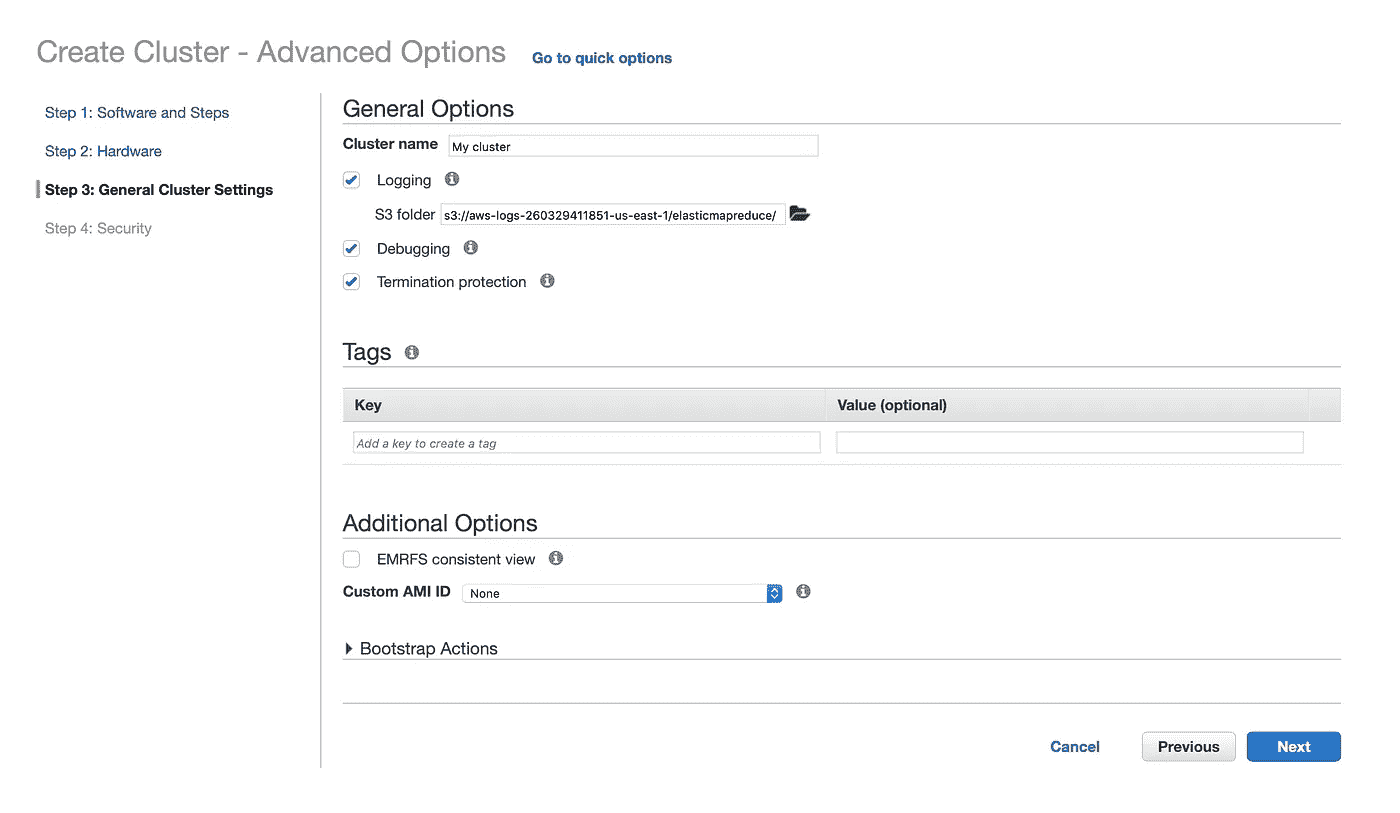 Create Cluster - Advanced Options Go to quick options
Step 1: Software and Steps
Step 2: Hardware
Step 3: General Cluster Settings
Step 4: Security
General Options
Cluster name My cluster
Logging
S3 folder s3://aws-logs-260329411851-us-east-1/elasticmapreduce/
Debugging
Termination protection
Tags
Key Value (optional)
Add a key to create a tag
Additional Options
EMRFS consistent view
Custom AMI ID None
Bootstrap Actions
Cancel Previous Next